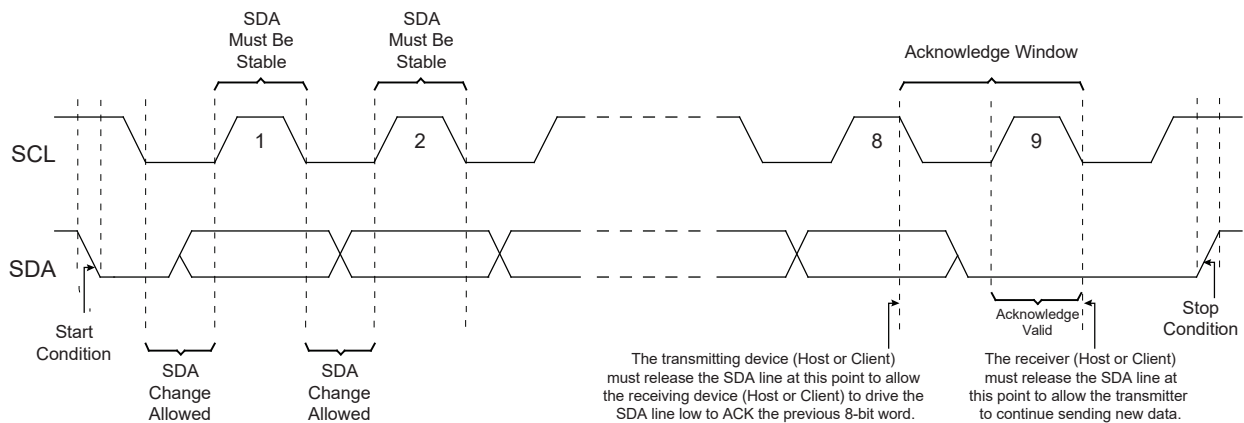 SDA
Must Be
Stable
SDA
Must Be
Stable
Acknowledge Window
SCL
1
2
8
9
SDA
Start
Condition
SDA
Change
Allowed
SDA
Change
Allowed
Acknowledge
Valid
Stop
Condition
The transmitting device (Host or Client)
must release the SDA line at this point to allow
the receiving device (Host or Client) to drive the
SDA line low to ACK the previous 8-bit word.
The receiver (Host or Client)
must release the SDA line at
this point to allow the transmitter
to continue sending new data.